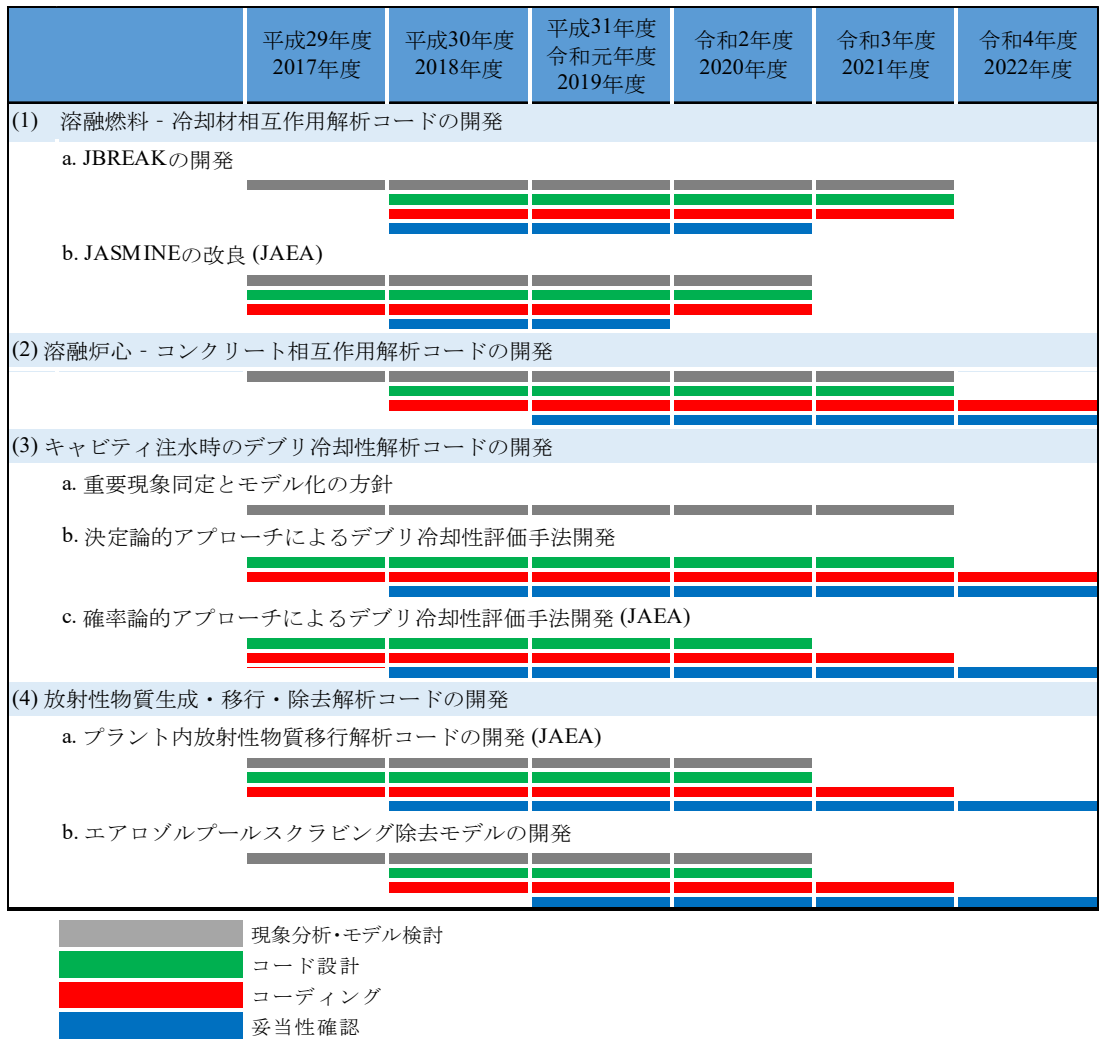 平成29年度
2017年度
平成30年度
2018年度
平成31年度
令和元年度
2019年度
令和2年度
2020年度
令和3年度
2021年度
令和4年度
2022年度
(1) 溶融燃料‐冷却材相互作用解析コードの開発
a. JBREAKの開発
b. JASMINEの改良 (JAEA)
(2) 溶融炉心‐コンクリート相互作用解析コードの開発
(3) キャビティ注水時のデブリ冷却性解析コードの開発
a. 重要現象同定とモデル化の方針
b. 決定論的アプローチによるデブリ冷却性評価手法開発
c. 確率論的アプローチによるデブリ冷却性評価手法開発 (JAEA)
(4) 放射性物質生成・移行・除去解析コードの開発
a. プラント内放射性物質移行解析コードの開発 (JAEA)
b. エアロゾルプールスクラビング除去モデルの開発
現象分析・モデル検討
コード設計
コーディング
妥当性確認